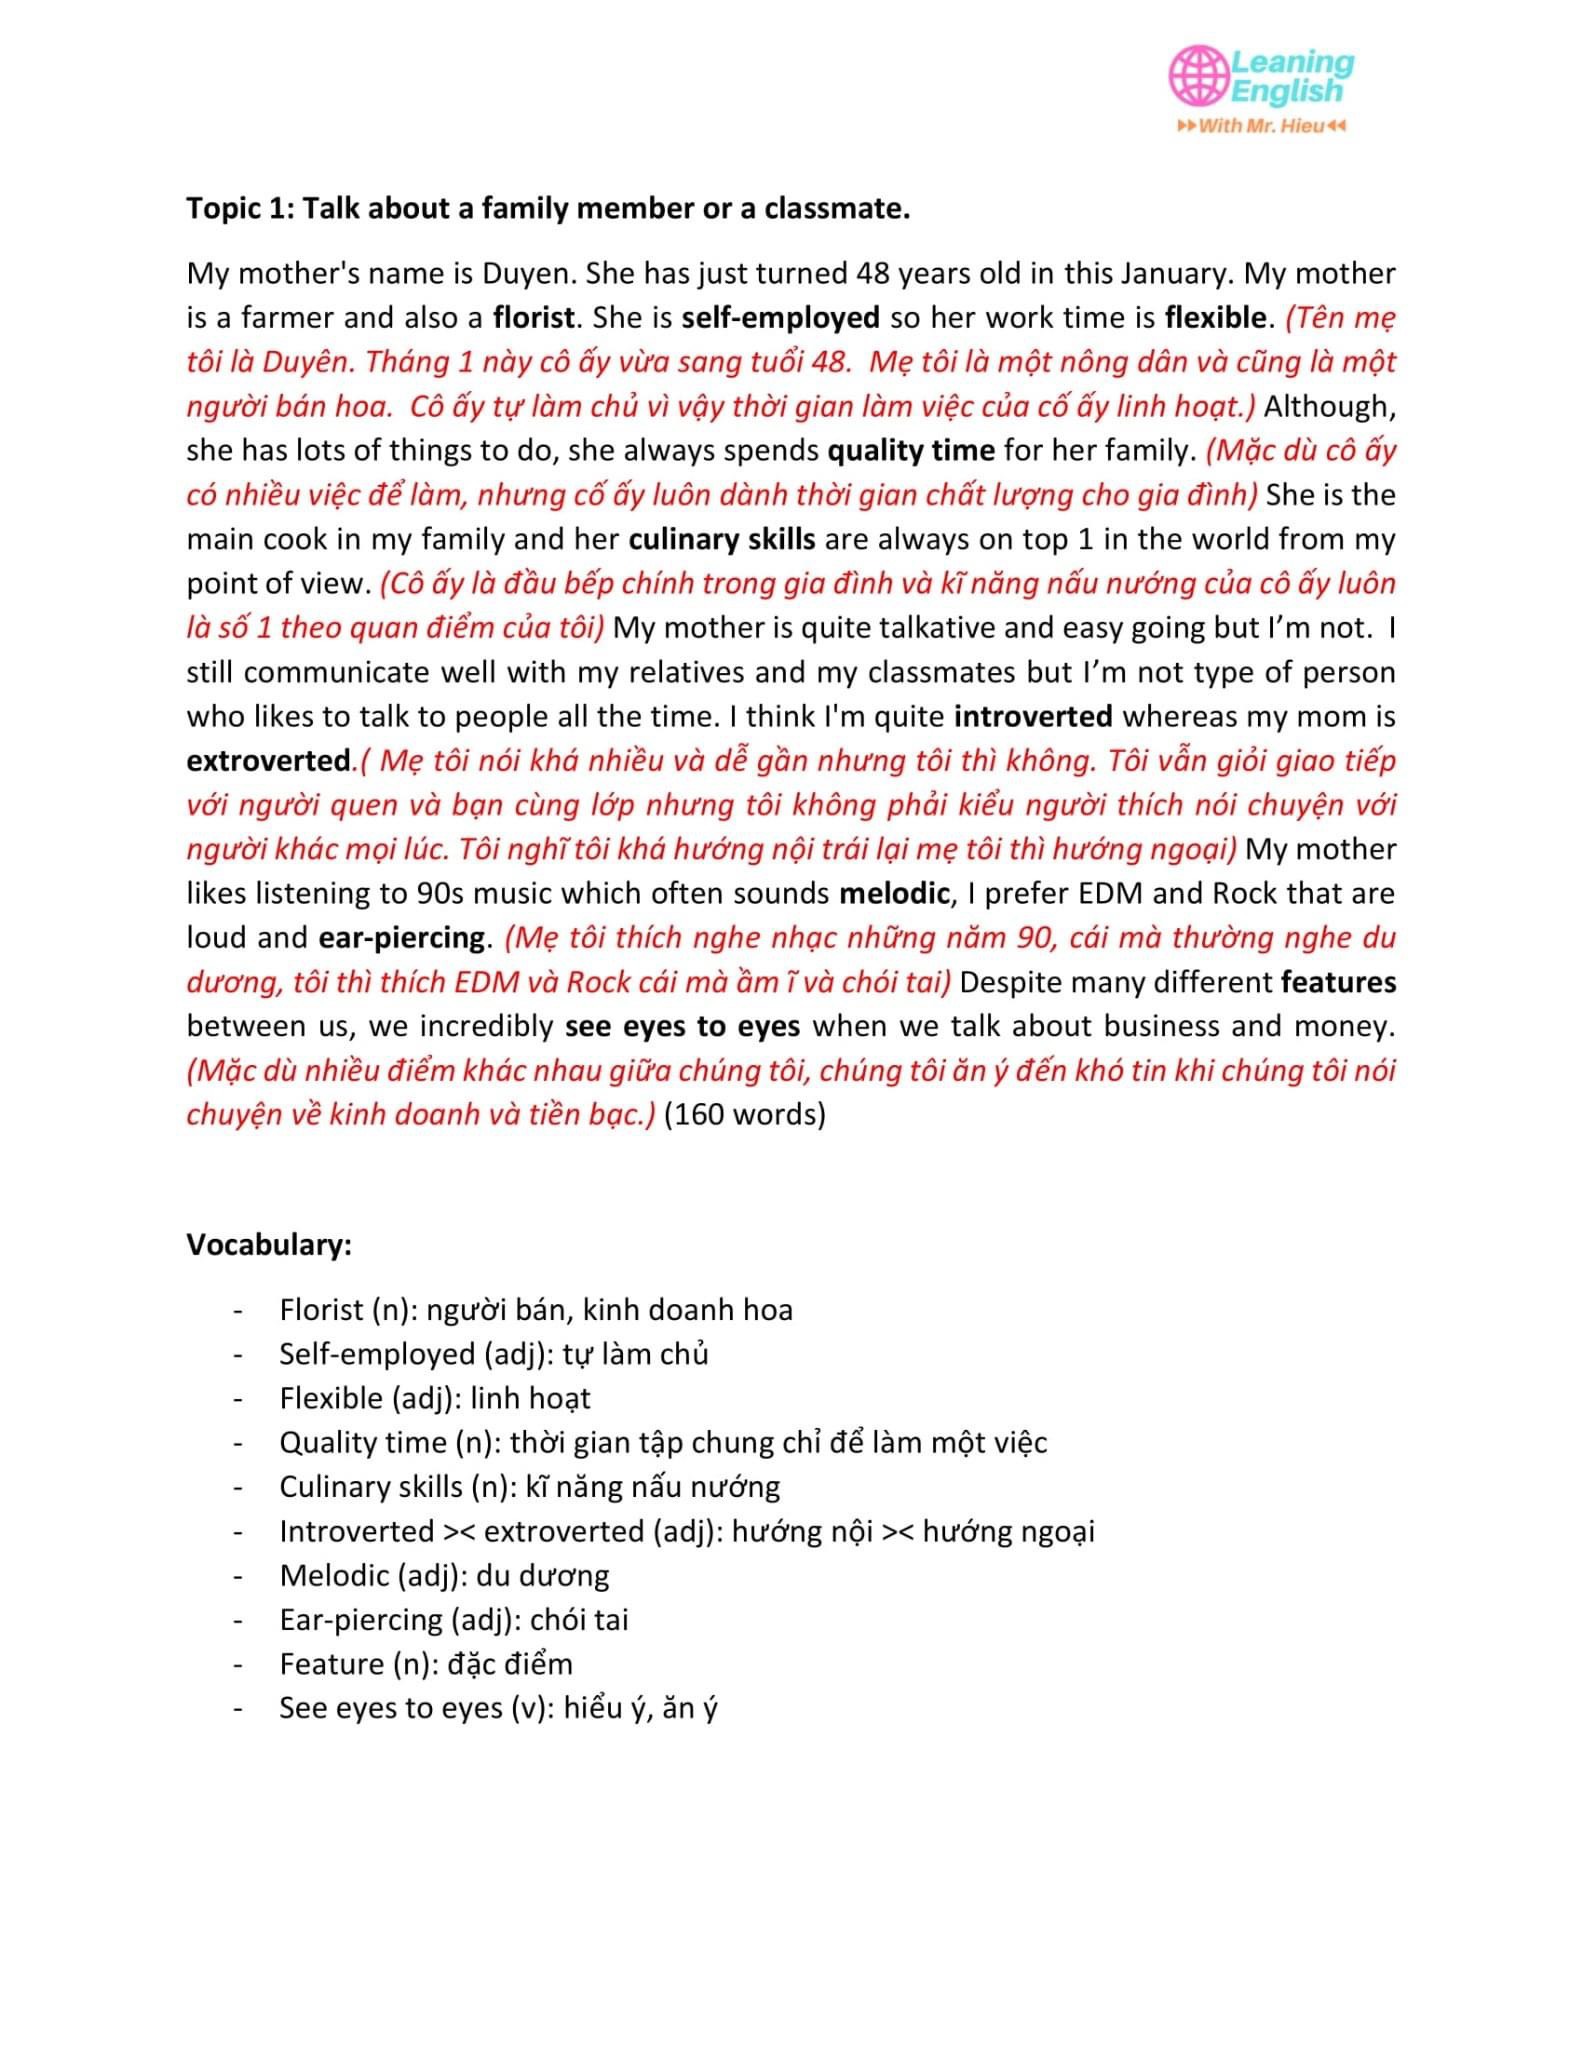 Leaning
English
With Mr. Hieu
Topic 1: Talk about a family member or a classmate.
My mother's name is Duyen. She has just turned 48 years old in this January. My mother
is a farmer and also a florist. She is self-employed so her work time is flexible. (Tên mẹ
tôi là Duyên. Tháng 1 này cô ấy vừa sang tuổi 48. Mẹ tôi là một nông dân và cũng là một
người bán hoa. Cô ấy tự làm chủ vì vậy thời gian làm việc của cố ấy linh hoạt.) Although,
she has lots of things to do, she always spends quality time for her family. (Mặc dù cô ấy
có nhiều việc để làm, nhưng cố ấy luôn dành thời gian chất lượng cho gia đình) She is the
main cook in my family and her culinary skills are always on top 1 in the world from my
point of view. (Cô ấy là đầu bếp chính trong gia đình và kĩ năng nấu nướng của cô ấy luôn
là số 1 theo quan điểm của tôi) My mother is quite talkative and easy going but I’m not. I
still communicate well with my relatives and my classmates but I’m not type of person
who likes to talk to people all the time. I think I'm quite introverted whereas my mom is
extroverted.( Mẹ tôi nói khá nhiều và dễ gần nhưng tôi thì không. Tôi vẫn giỏi giao tiếp
với người quen và bạn cùng lớp nhưng tôi không phải kiểu người thích nói chuyện với
người khác mọi lúc. Tôi nghĩ tôi khá hướng nội trái lại mẹ tôi thì hướng ngoại) My mother
likes listening to 90s music which often sounds melodic, I prefer EDM and Rock that are
loud and ear-piercing. (Mẹ tôi thích nghe nhạc những năm 90, cái mà thường nghe du
dương, tôi thì thích EDM và Rock cái mà ầm ĩ và chói tai) Despite many different features
between us, we incredibly see eyes to eyes when we talk about business and money.
(Mặc dù nhiều điểm khác nhau giữa chúng tôi, chúng tôi ăn ý đến khó tin khi chúng tôi nói
chuyện về kinh doanh và tiền bạc.) (160 words)
Vocabulary:
- Florist (n): người bán, kinh doanh hoa
- Self-employed (adj): tự làm chủ
- Flexible (adj): linh hoạt
- Quality time (n): thời gian tập chung chỉ để làm một việc
- Culinary skills (n): kĩ năng nấu nướng
- Introverted >< extroverted (adj): hướng nội >< hướng ngoại
- Melodic (adj): du dương
- Ear-piercing (adj): chói tai
- Feature (n): đặc điểm
- See eyes to eyes (v): hiểu ý, ăn ý